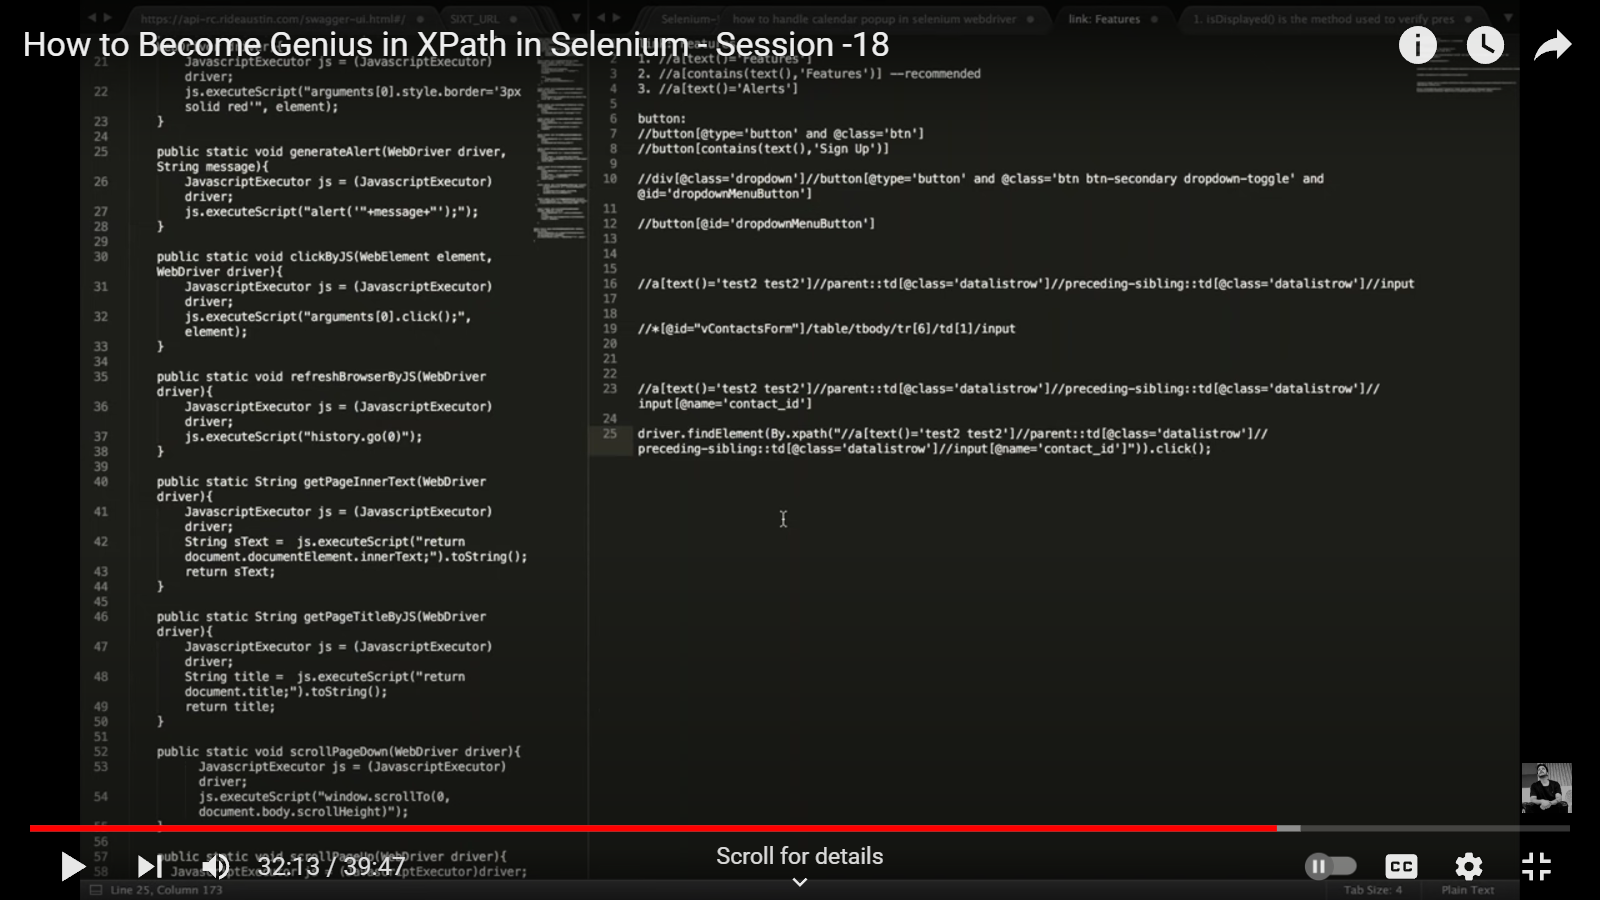 https://api-rc.rideaustin.com/swagger-ui.html#/
SIXT_URL
how to handle calendar popup in selenium webdriver
link: Features
1. isDisplayed() is the method used to verify pres
How to Become Genius in XPath in Selenium - Session -18
21 JavascriptExecutor js = (JavascriptExecutor)
driver;
22 js.executeScript("arguments[0].style.border='3px
solid red'", element);
23 }
24
25 public static void generateAlert(WebDriver driver,
String message){
26 JavascriptExecutor js = (JavascriptExecutor)
driver;
27 js.executeScript("alert('"+message+"');");
28 }
29
30 public static void clickByJS(WebElement element,
WebDriver driver){
31 JavascriptExecutor js = (JavascriptExecutor)
driver;
32 js.executeScript("arguments[0].click();",
element);
33 }
34
35 public static void refreshBrowserByJS(WebDriver
driver){
36 JavascriptExecutor js = (JavascriptExecutor)
driver;
37 js.executeScript("history.go(0)");
38 }
39
40 public static String getPageInnerText(WebDriver
driver){
41 JavascriptExecutor js = (JavascriptExecutor)
driver;
42 String sText =  js.executeScript("return
document.documentElement.innerText;").toString();
43 return sText;
44 }
45
46 public static String getPageTitleByJS(WebDriver
driver){
47 JavascriptExecutor js = (JavascriptExecutor)
driver;
48 String title =  js.executeScript("return
document.title;").toString();
49 return title;
50 }
51
52 public static void scrollPageDown(WebDriver driver){
53 JavascriptExecutor js = (JavascriptExecutor)
driver;
54 js.executeScript("window.scrollTo(0,
document.body.scrollHeight)");
56
57 public static void scrollPageUp(WebDriver driver){
58 JavascriptExecutor js = (JavascriptExecutor)driver;
2 1. //a[text()='Features']
3 2. //a[contains(text(),'Features')] --recommended
4 3. //a[text()='Alerts']
5
6 button:
7 //button[@type='button' and @class='btn']
8 //button[contains(text(),'Sign Up')]
9
10 //div[@class='dropdown']//button[@type='button' and @class='btn btn-secondary dropdown-toggle' and
@id='dropdownMenuButton']
11
12 //button[@id='dropdownMenuButton']
13
14
15
16 //a[text()='test2 test2']//parent::td[@class='datalistrow']//preceding-sibling::td[@class='datalistrow']//input
17
18
19 //*[@id="vContactsForm"]/table/tbody/tr[6]/td[1]/input
20
21
22
23 //a[text()='test2 test2']//parent::td[@class='datalistrow']//preceding-sibling::td[@class='datalistrow']//
input[@name='contact_id']
24
25 driver.findElement(By.xpath("//a[text()='test2 test2']//parent::td[@class='datalistrow']//
preceding-sibling::td[@class='datalistrow']//input[@name='contact_id']")).click();
32:13 / 39:47
Scroll for details
CC
Line 25, Column 173
Tab Size: 4
Plain Text